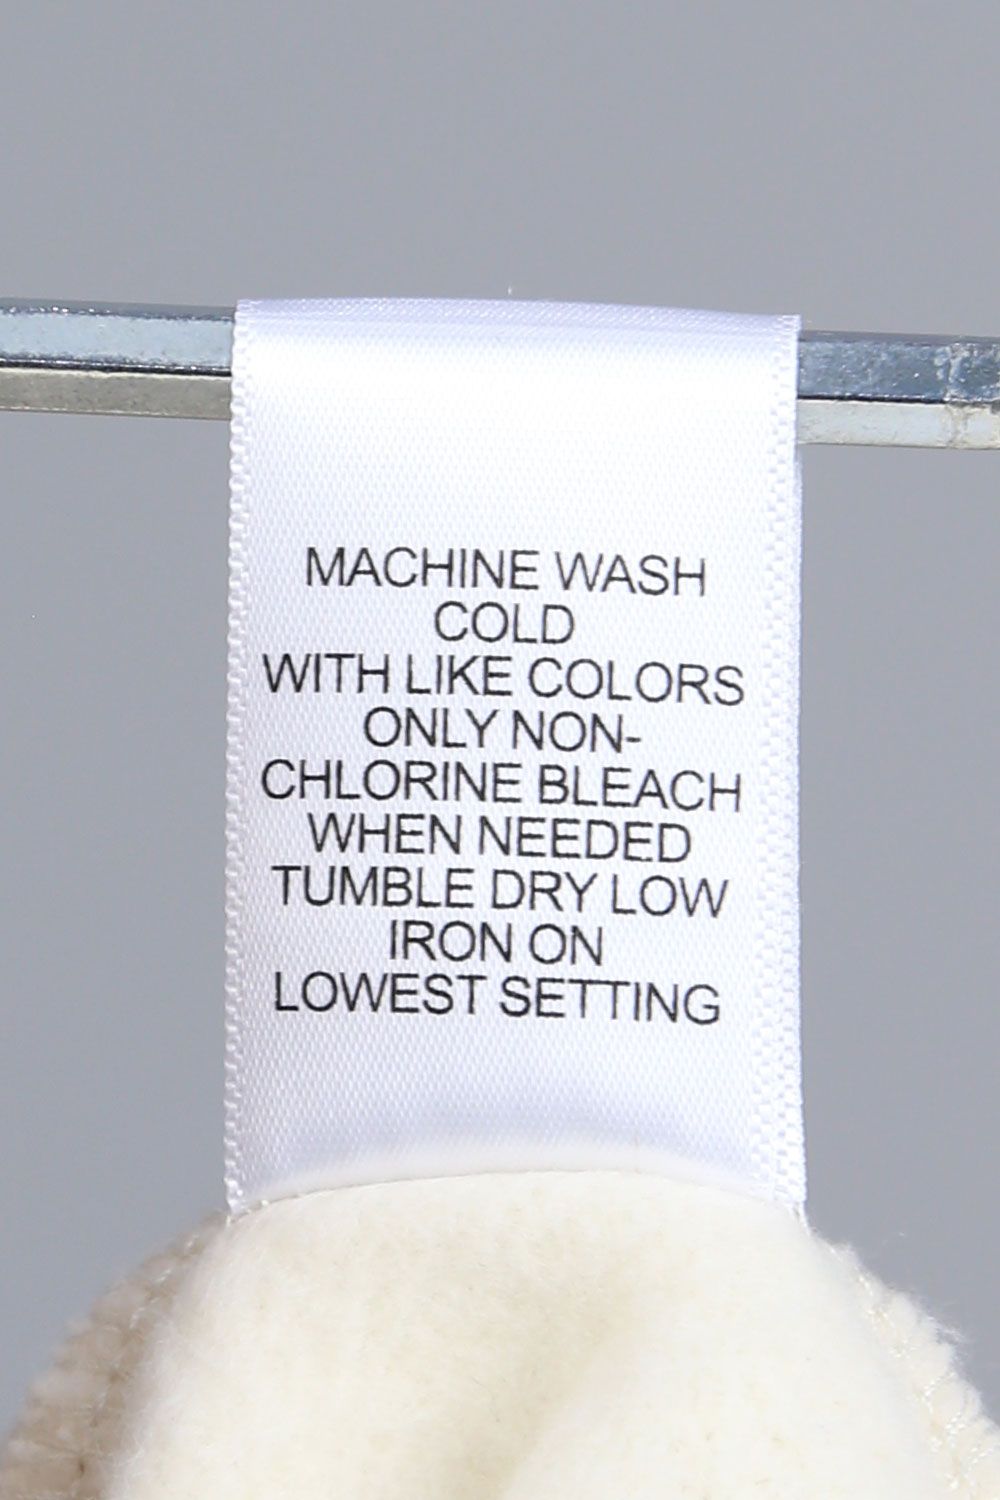 MACHINE WASH
COLD
WITH LIKE COLORS
ONLY NON-
CHLORINE BLEACH
WHEN NEEDED
TUMBLE DRY LOW
IRON ON
LOWEST SETTING